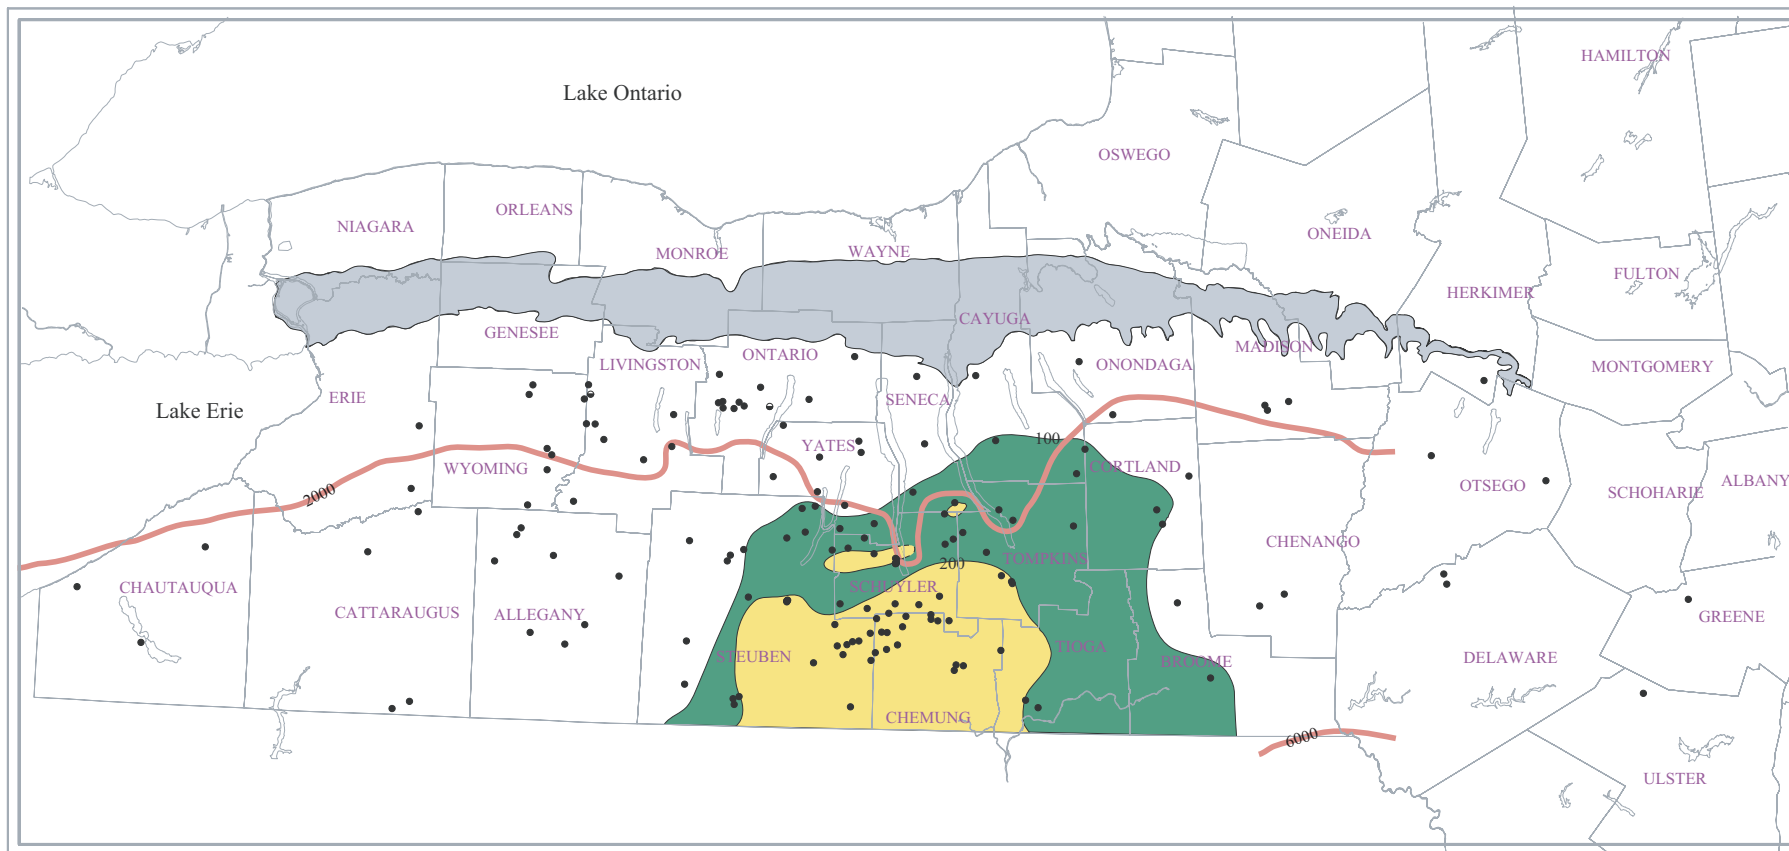 HAMILTON
Lake Ontario
OSWEGO
ORLEANS
NIAGARA
ONEIDA
MONROE
WAYNE
FULTON
HERKIMER
CAYUGA
GENESEE
MADISON
ONTARIO
LIVINGSTON
ONONDAGA
MONTGOMERY
ERIE
SENECA
Lake Erie
100
YATES
WYOMING
CORTLAND
ALBANY
OTSEGO
SCHOHARIE
2000
CHENANGO
TOMPKINS
200
SCHUYLER
CHAUTAUQUA
CATTARAUGUS
ALLEGANY
GREENE
TIOGA
STEUBEN
DELAWARE
BROOME
CHEMUNG
6000
ULSTER